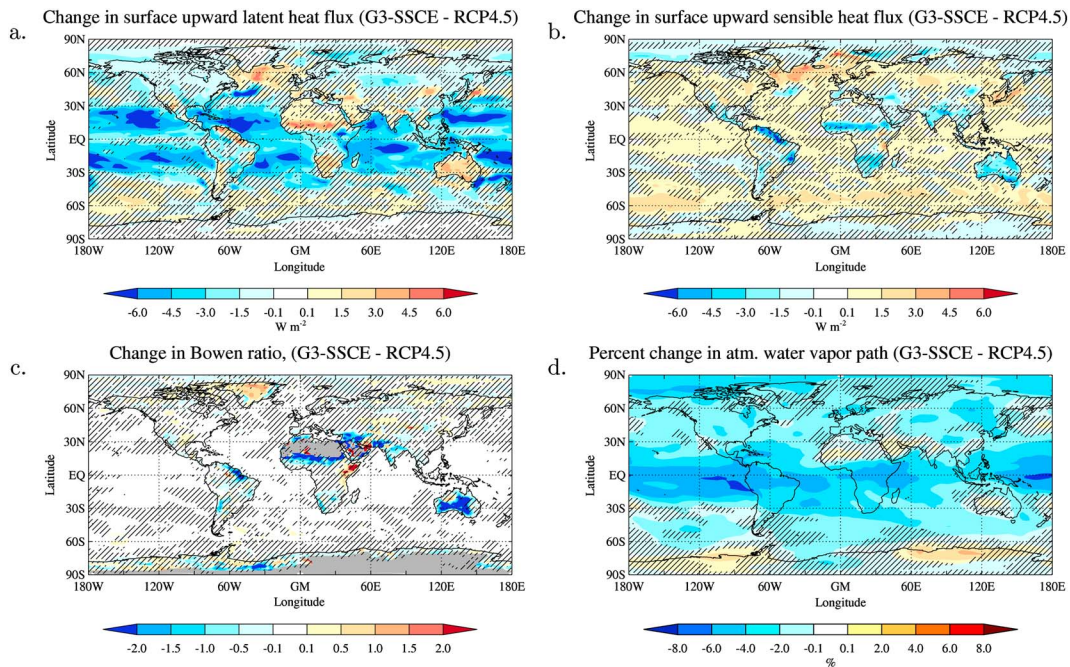 a.
Change in surface upward latent heat flux (G3-SSCE - RCP4.5)
90N
60N
30N
EQ
30S
60S
90S
Latitude
180W 120W 60W GM 60E 120E 180E
Longitude
-6.0 -4.5 -3.0 -1.5 -0.1 0.1 1.5 3.0 4.5 6.0
W m-2
b.
Change in surface upward sensible heat flux (G3-SSCE - RCP4.5)
90N
60N
30N
EQ
30S
60S
90S
Latitude
180W 120W 60W GM 60E 120E 180E
Longitude
-6.0 -4.5 -3.0 -1.5 -0.1 0.1 1.5 3.0 4.5 6.0
W m-2
c.
Change in Bowen ratio, (G3-SSCE - RCP4.5)
90N
60N
30N
EQ
30S
60S
90S
Latitude
180W 120W 60W GM 60E 120E 180E
Longitude
-2.0 -1.5 -1.0 -0.5 -0.1 0.1 0.5 1.0 1.5 2.0
d.
Percent change in atm. water vapor path (G3-SSCE - RCP4.5)
90N
60N
30N
EQ
30S
60S
90S
Latitude
180W 120W 60W GM 60E 120E 180E
Longitude
-8.0 -6.0 -4.0 -2.0 -0.1 0.1 2.0 4.0 6.0 8.0
%